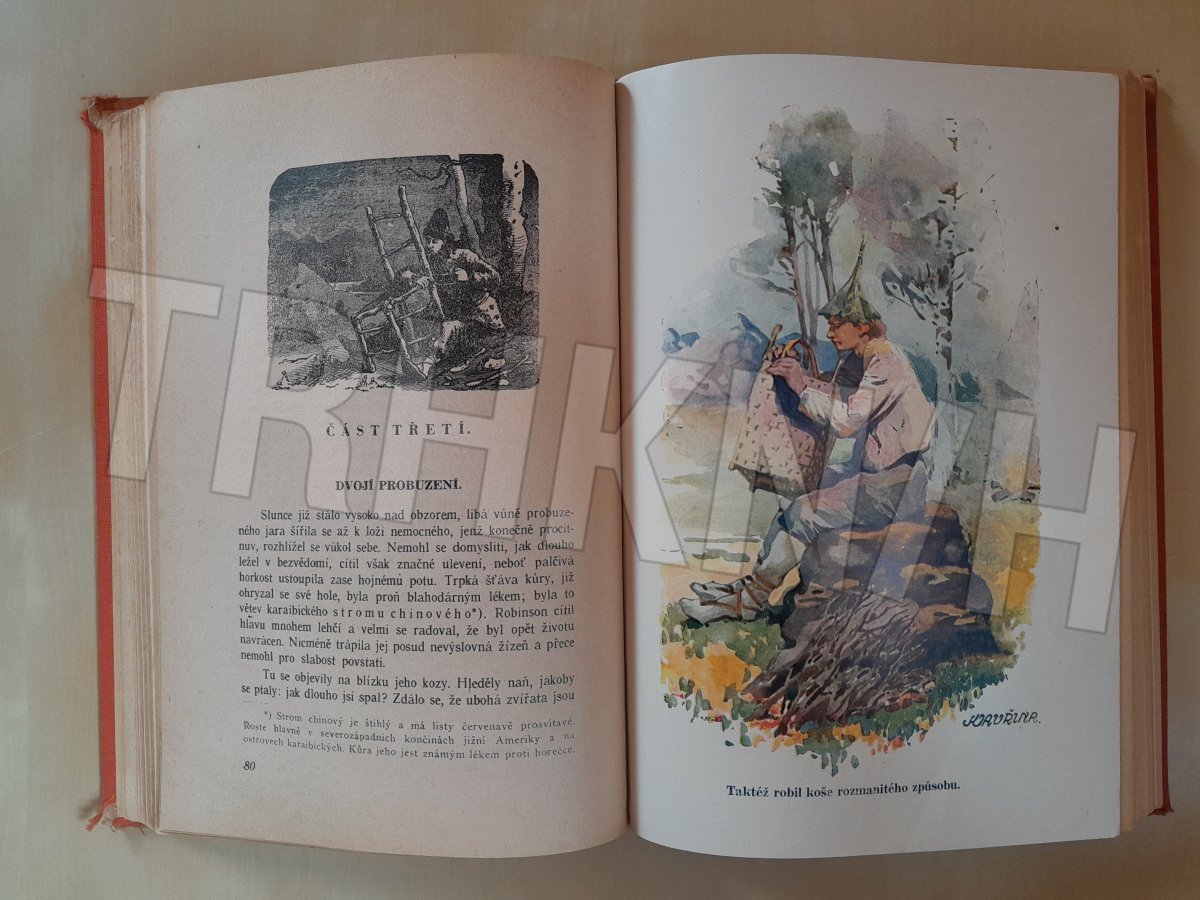 ČÁST TŘETÍ.
DVOJÍ PROBUZENÍ.
Slunce již stálo vysoko nad obzorem, libá vůně probuze-
ného jara šířila se až k loži nemocného, jenž konečně procit-
nuv, rozhlížel se vůkol sebe. Nemohl se domysliti, jak dlouho
ležel v bezvědomí, cítil však značné ulevení, neboť palčivá
horkost ustoupila zase hojnému potu. Trpká šťáva kůry, již
ohryzal se své hole, byla proň blahodárným lékem; byla to
větev karaibického stromu chinového*). Robinson cítil
hlavu mnohem lehčí a velmi se radoval, že byl opět životu
navrácen. Nicméně trápila jej posud nevýslovná žízeň a přece
nemohl pro slabost povstati.
Tu se objevily na blízku jeho kozy. Hleděly naň, jakoby
se ptaly: jak dlouho jsi spal? Zdálo se, že ubohá zvířata jsou
*) Strom chinový je štíhlý a má listy červenavě prosvitavé.
Roste hlavně v severozápadních končinách jižní Ameriky a na
ostrovech karaibických. Kůra jeho jest známým lékem proti horečce.
80
KAVŘINA.
Taktéž robil koše rozmanitého způsobu.
TRHKNIH